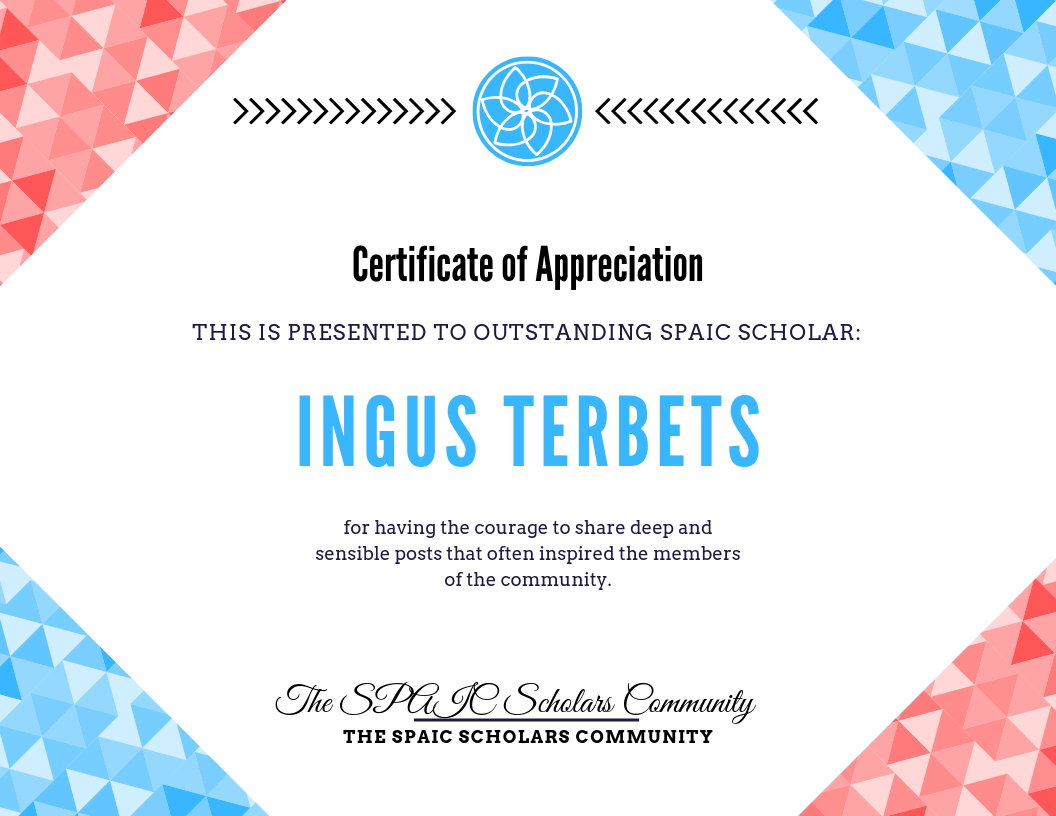 Certificate of Appreciation
THIS IS PRESENTED TO OUTSTANDING SPAIC SCHOLAR:
INGUS TERBETS
for having the courage to share deep and
sensible posts that often inspired the members
of the community.
The SPAIC Scholars Community
THE SPAIC SCHOLARS COMMUNITY